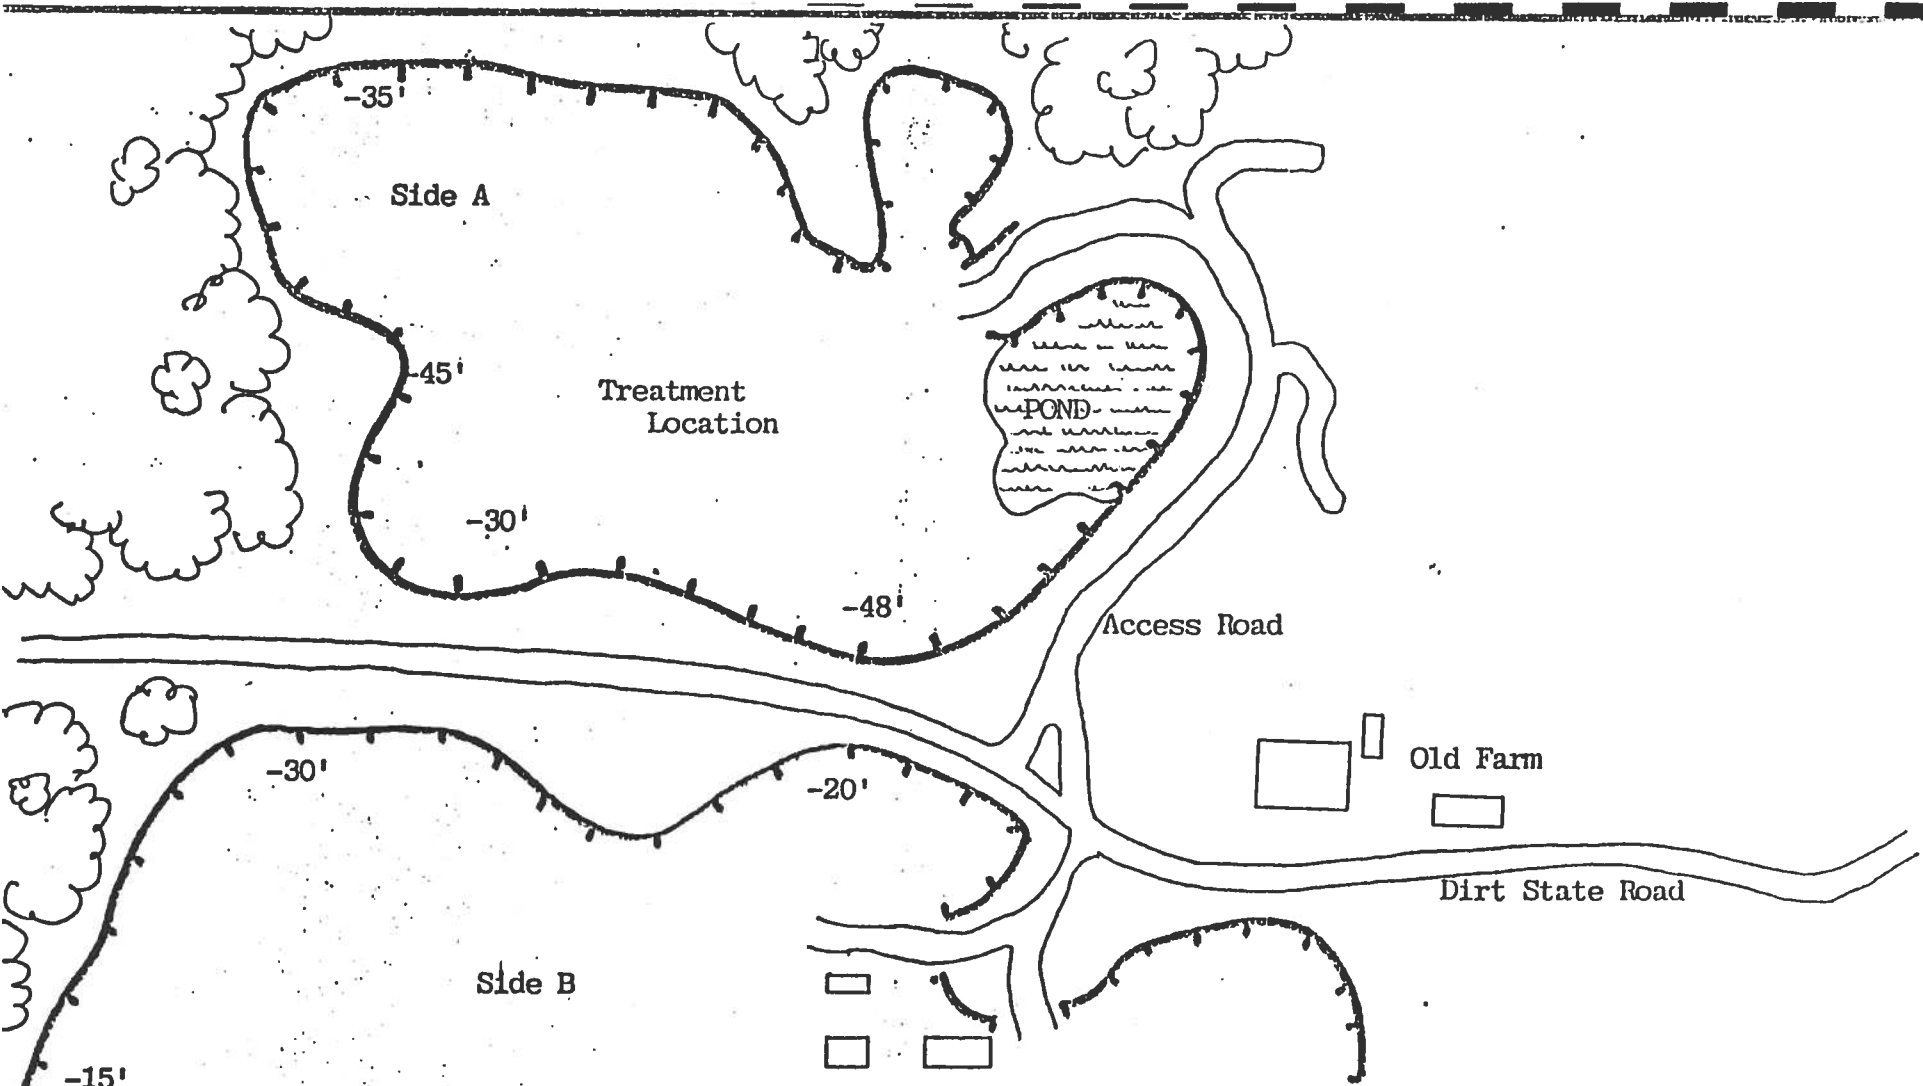 -35'
Side A
-45'
Treatment
Location
POND
-30'
-48'
Access Road
Old Farm
-30'
-20'
Dirt State Road
Side B
-15'